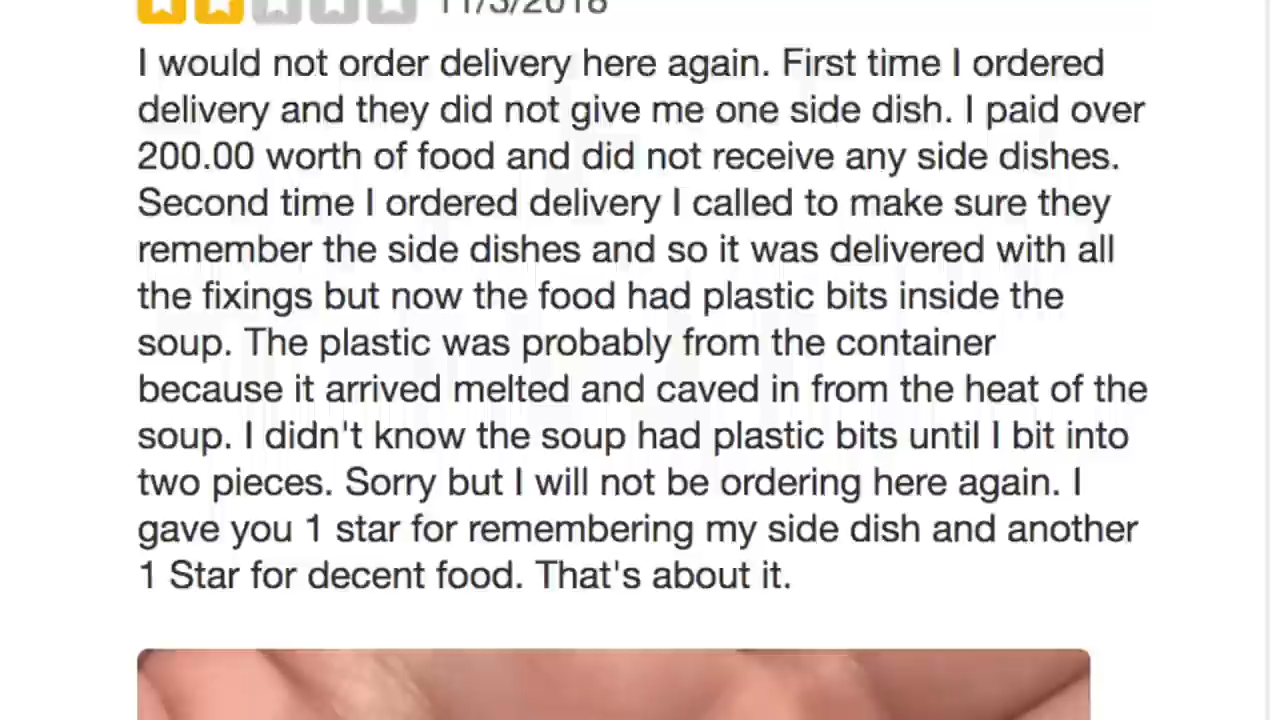 11/3/2018
I would not order delivery here again. First time I ordered
delivery and they did not give me one side dish. I paid over
200.00 worth of food and did not receive any side dishes.
Second time I ordered delivery I called to make sure they
remember the side dishes and so it was delivered with all
the fixings but now the food had plastic bits inside the
soup. The plastic was probably from the container
because it arrived melted and caved in from the heat of the
soup. I didn't know the soup had plastic bits until I bit into
two pieces. Sorry but I will not be ordering here again. I
gave you 1 star for remembering my side dish and another
1 Star for decent food. That's about it.